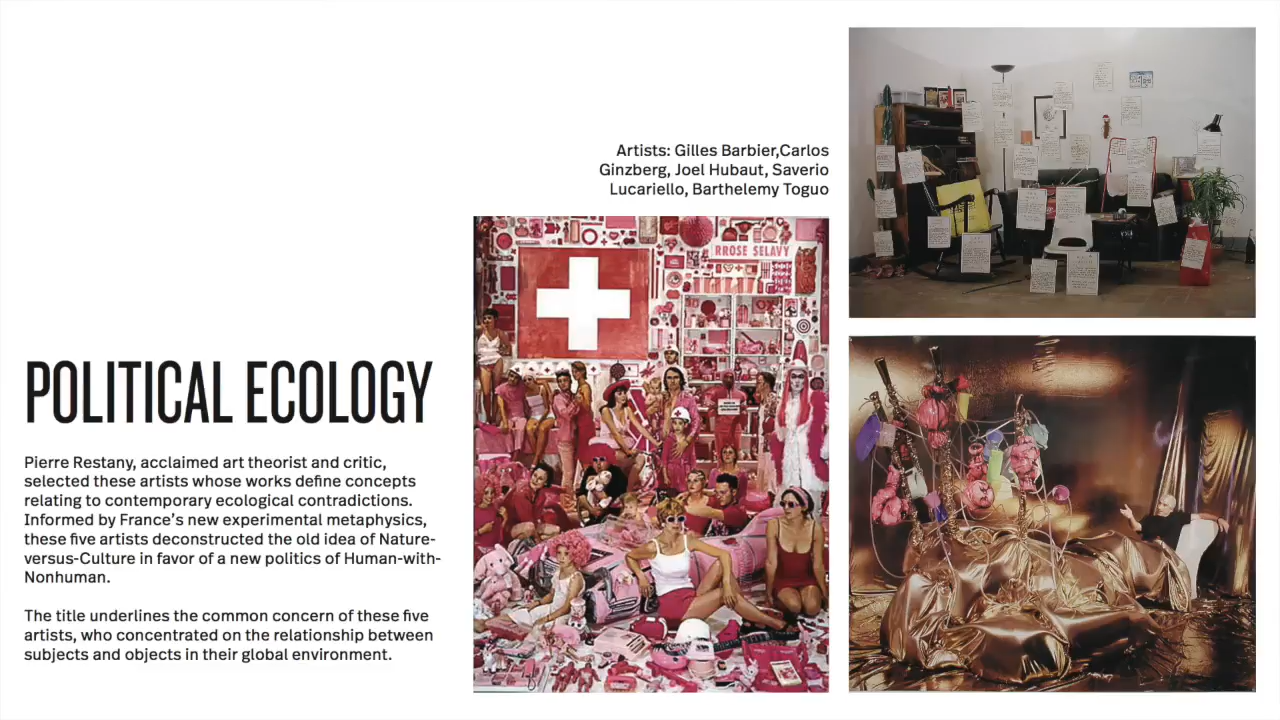 Artists: Gilles Barbier,Carlos
Ginzberg, Joel Hubaut, Saverio
Lucariello, Barthelemy Toguo
RROSE SELAVY
POLITICAL ECOLOGY
Pierre Restany, acclaimed art theorist and critic,
selected these artists whose works define concepts
relating to contemporary ecological contradictions.
Informed by France's new experimental metaphysics,
these five artists deconstructed the old idea of Nature-
versus-Culture in favor of a new politics of Human-with-
Nonhuman.
The title underlines the common concern of these five
artists, who concentrated on the relationship between
subjects and objects in their global environment.